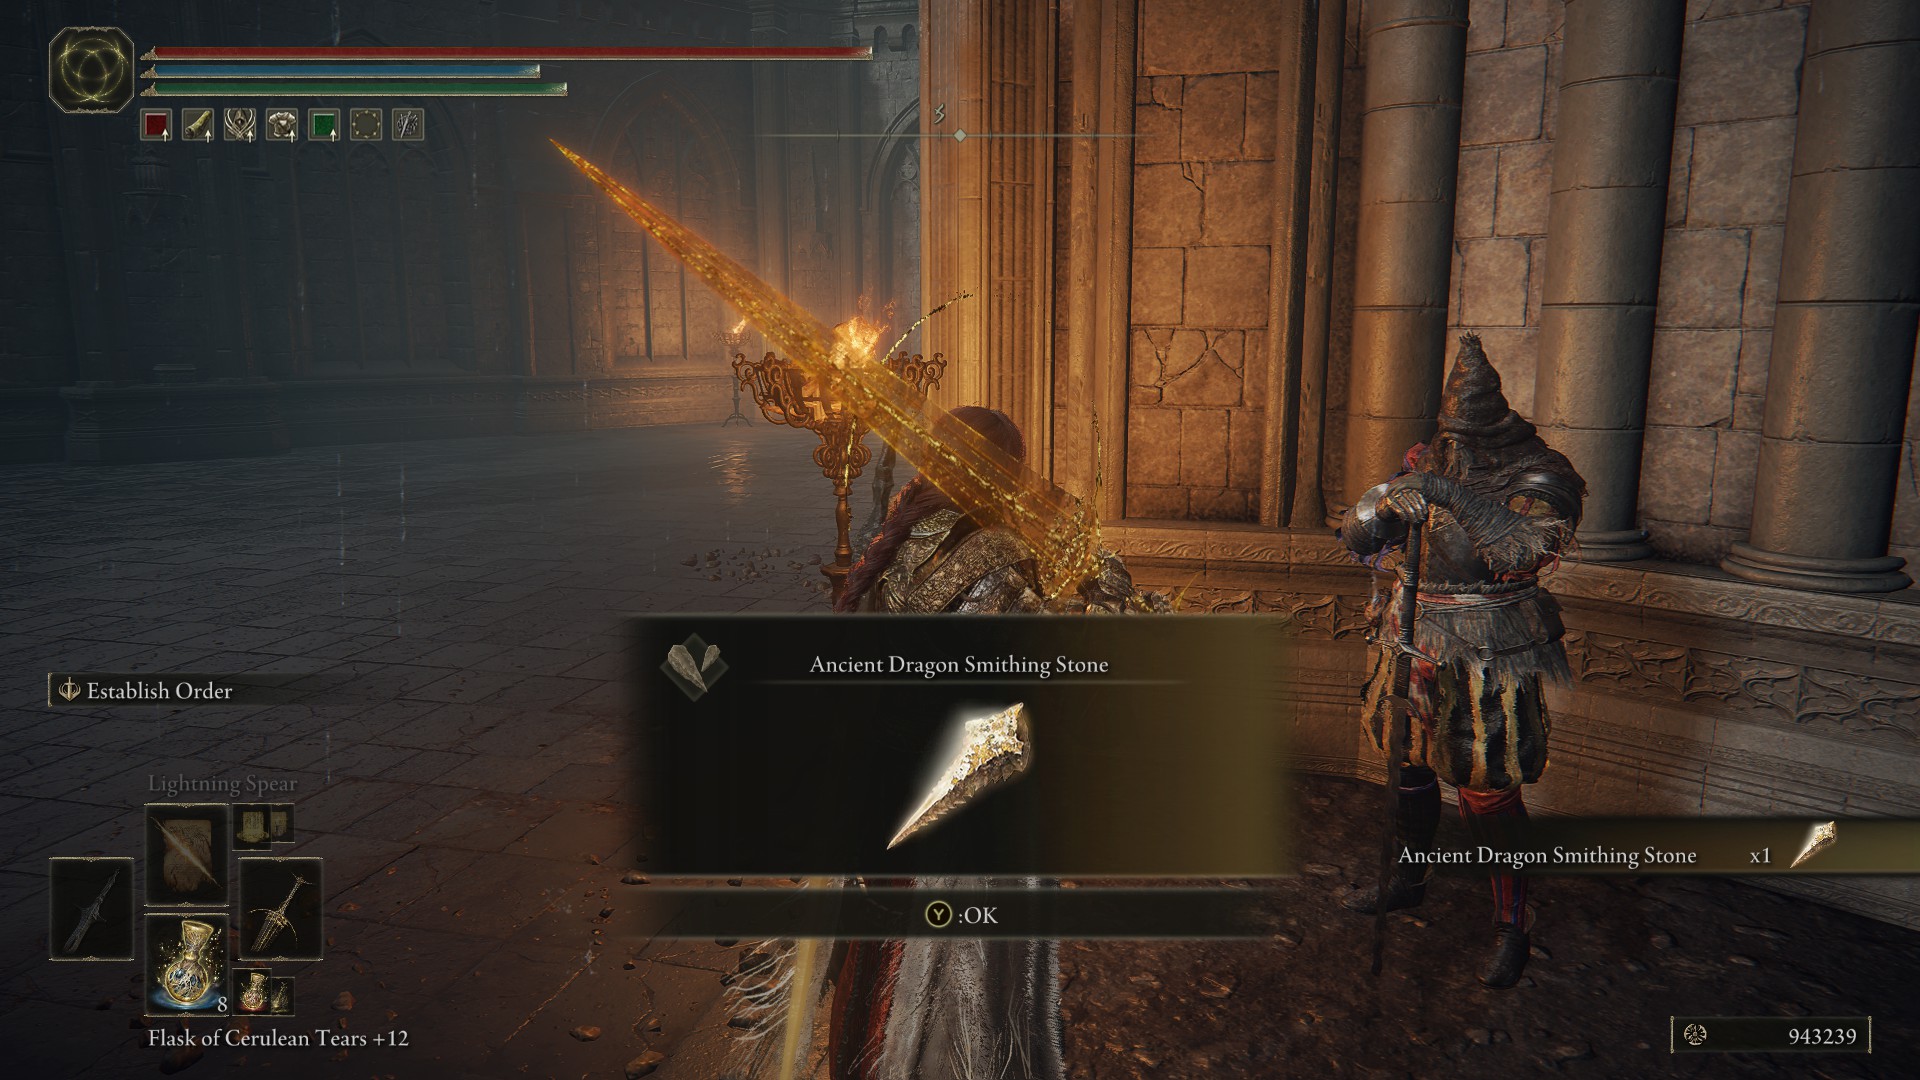 S
Ancient Dragon Smithing Stone
Establish Order
Lightning Spear
Ancient Dragon Smithing Stone x1
Y :OK
8
Flask of Cerulean Tears +12
943239